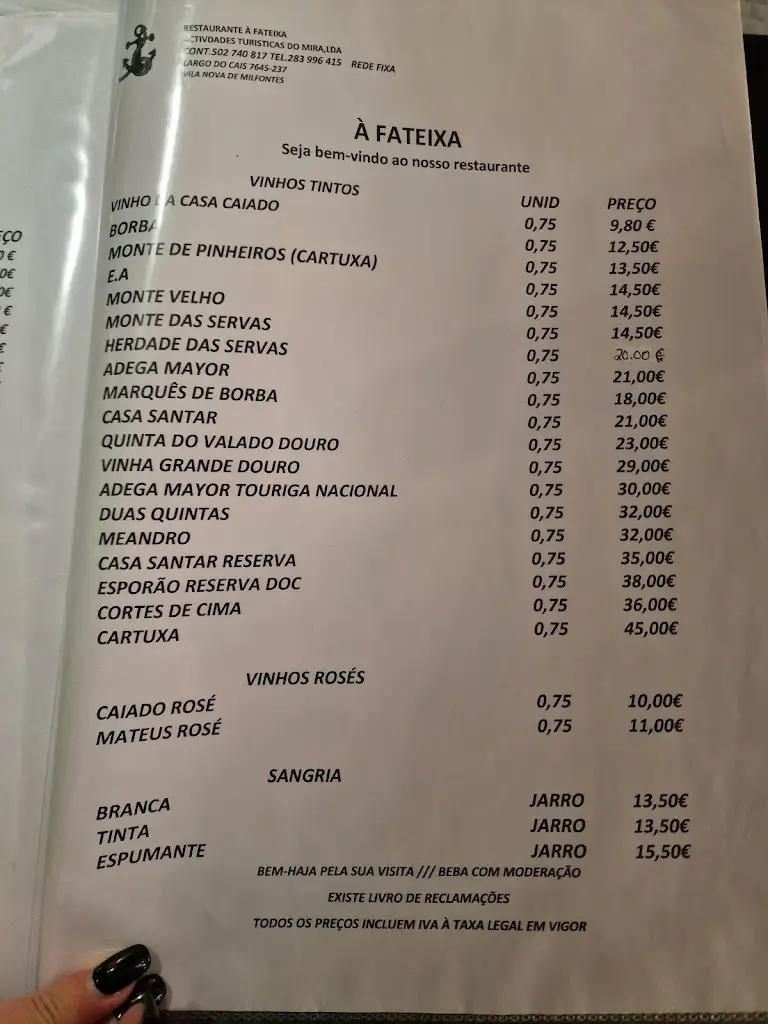 RESTAURANTE À FATEIXA
ACTIVDADES TURISTICAS DO MIRA,LDA
CONT.502 740 817 TEL.283 996 415 REDE FIXA
LARGO DO CAIS 7645-237
VILA NOVA DE MILFONTES
À FATEIXA
Seja bem-vindo ao nosso restaurante
VINHOS TINTOS UNID PREÇO
VINHO DA CASA CAIADO 0,75 9,80 €
BORBA 0,75 12,50€
MONTE DE PINHEIROS (CARTUXA) 0,75 13,50€
E.A 0,75 14,50€
MONTE VELHO 0,75 14,50€
MONTE DAS SERVAS 0,75 14,50€
HERDADE DAS SERVAS 0,75 20.00 €
ADEGA MAYOR 0,75 21,00€
MARQUÊS DE BORBA 0,75 18,00€
CASA SANTAR 0,75 21,00€
QUINTA DO VALADO DOURO 0,75 23,00€
VINHA GRANDE DOURO 0,75 29,00€
ADEGA MAYOR TOURIGA NACIONAL 0,75 30,00€
DUAS QUINTAS 0,75 32,00€
MEANDRO 0,75 32,00€
CASA SANTAR RESERVA 0,75 35,00€
ESPORÃO RESERVA DOC 0,75 38,00€
CORTES DE CIMA 0,75 36,00€
CARTUXA 0,75 45,00€
VINHOS ROSÉS
CAIADO ROSÉ 0,75 10,00€
MATEUS ROSÉ 0,75 11,00€
SANGRIA
BRANCA JARRO 13,50€
TINTA JARRO 13,50€
ESPUMANTE JARRO 15,50€
BEM-HAJA PELA SUA VISITA /// BEBA COM MODERAÇÃO
EXISTE LIVRO DE RECLAMAÇÕES
TODOS OS PREÇOS INCLUEM IVA À TAXA LEGAL EM VIGOR